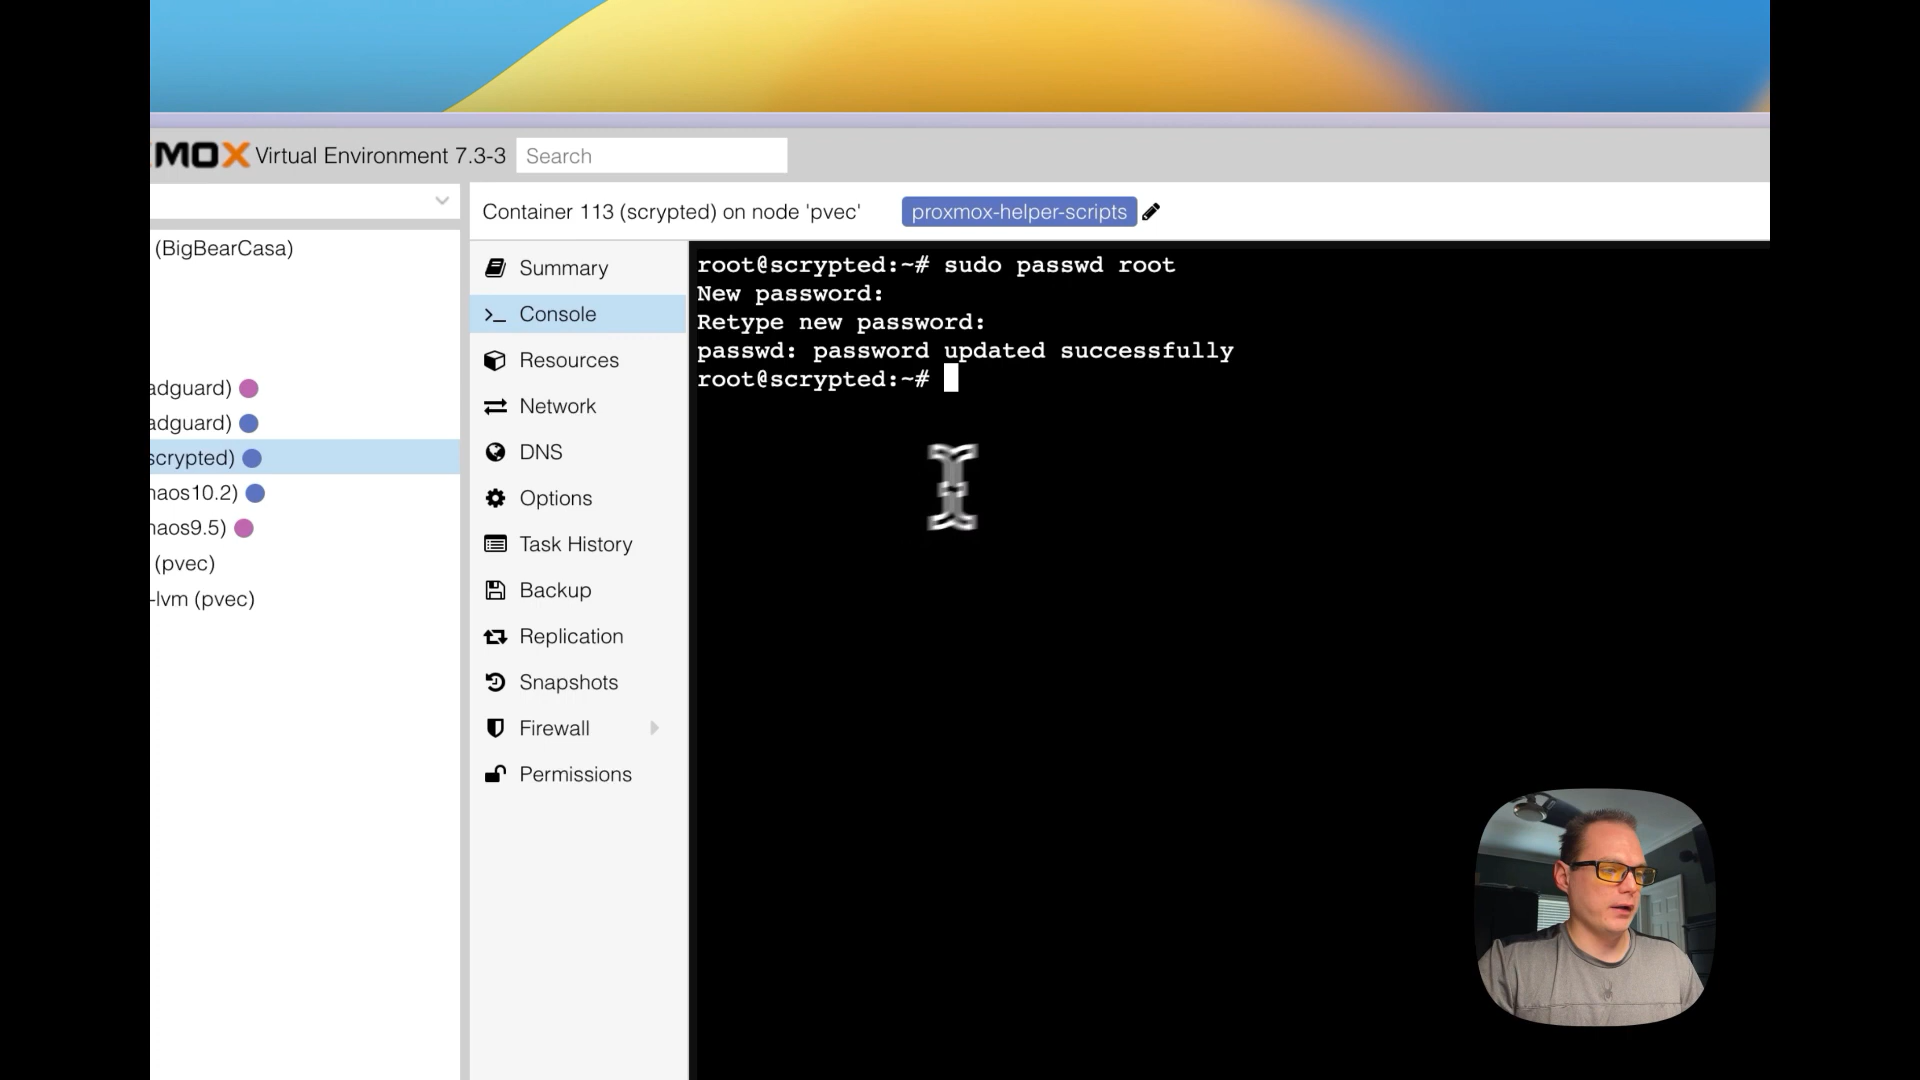 MOX Virtual Environment 7.3-3 Search
Container 113 (scrypted) on node 'pvec' proxmox-helper-scripts
(BigBearCasa)
adguard)
adguard)
scrypted)
haos10.2)
haos9.5)
(pvec)
-lvm (pvec)
Summary
Console
Resources
Network
DNS
Options
Task History
Backup
Replication
Snapshots
Firewall
Permissions
root@scrypted:~# sudo passwd root
New password:
Retype new password:
passwd: password updated successfully
root@scrypted:~#